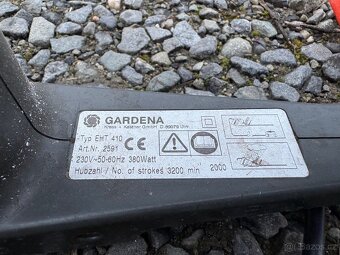 GARDENA
Kress + Kastner GmbH D-89079 Ulm
Typ EHT 410
Art.Nr. 2591
230V~50-60Hz 380Watt
Hubzahl / No. of strokes 3200 min 2000